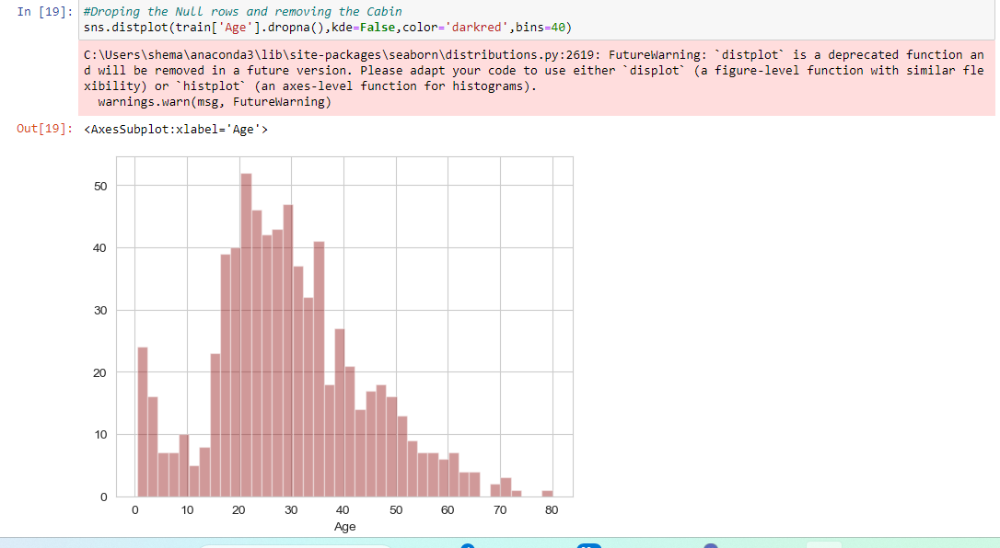 In [19]: #Droping the Null rows and removing the Cabin
sns.distplot(train['Age'].dropna(),kde=False,color='darkred',bins=40)
C:\Users\shema\anaconda3\lib\site-packages\seaborn\distributions.py:2619: FutureWarning: `distplot` is a deprecated function an
d will be removed in a future version. Please adapt your code to use either `displot` (a figure-level function with similar fle
xibility) or `histplot` (an axes-level function for histograms).
warnings.warn(msg, FutureWarning)
Out[19]: <AxesSubplot:xlabel='Age'>
50
40
30
20
10
0
0 10 20 30 40 50 60 70 80
Age